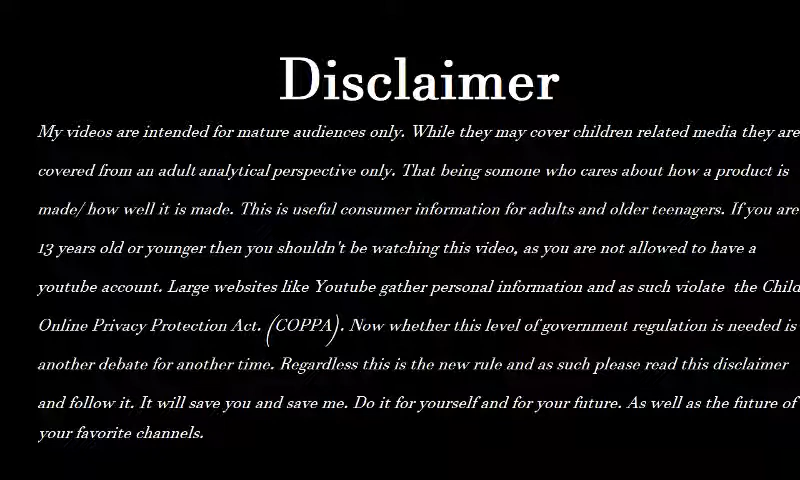 Disclaimer
My videos are intended for mature audiences only. While they may cover children related media they are
covered from an adult analytical perspective only. That being somone who cares about how a product is
made/ how well it is made. This is useful consumer information for adults and older teenagers. If you are
13 years old or younger then you shouldn't be watching this video, as you are not allowed to have a
youtube account. Large websites like Youtube gather personal information and as such violate the Child
Online Privacy Protection Act. (COPPA). Now whether this level of government regulation is needed is
another debate for another time. Regardless this is the new rule and as such please read this disclaimer
and follow it. It will save you and save me. Do it for yourself and for your future. As well as the future of
your favorite channels.